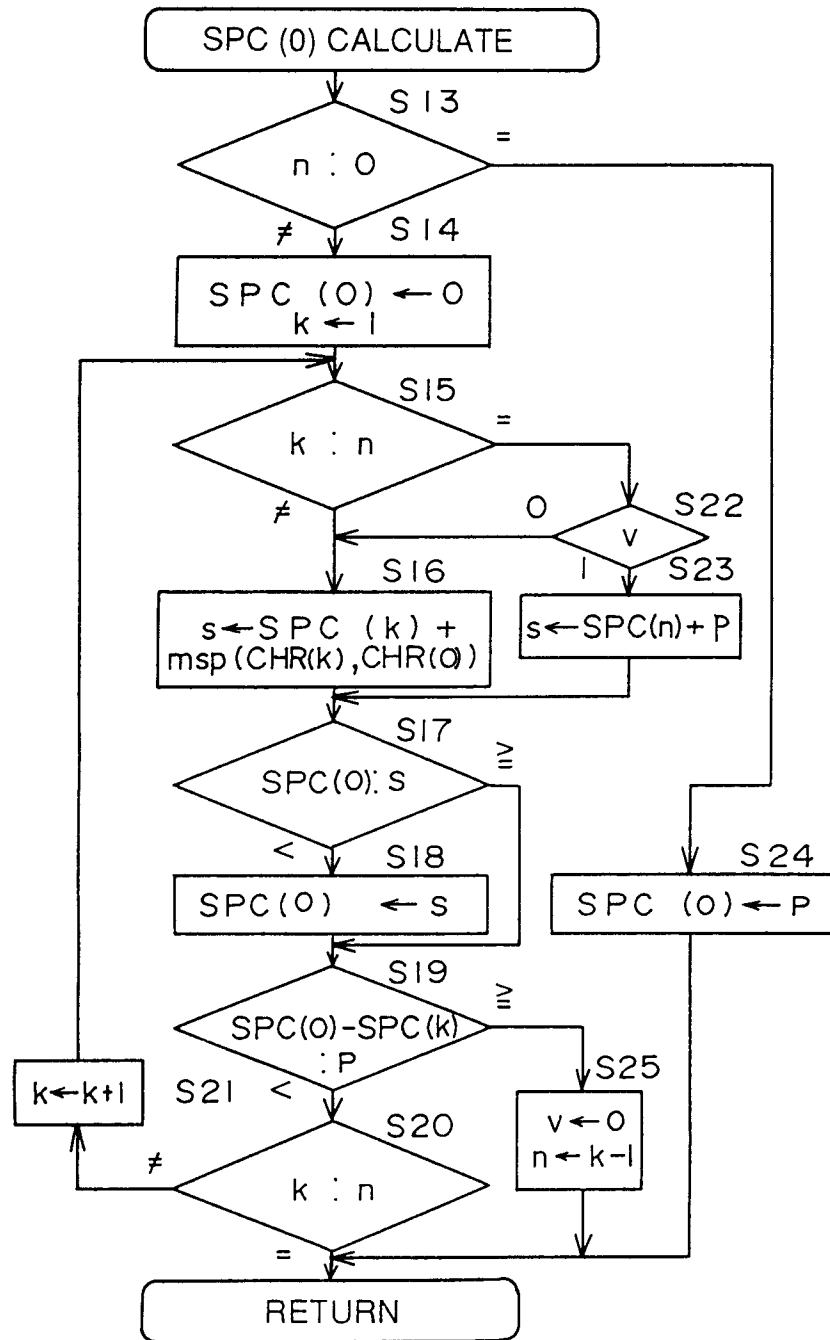 SPC (0) CALCULATE
S13
=
n : 0
≠
S14
SPC (0) ← 0
k ← 1
S15
=
k : n
≠
0
S22
v
1
S23
S16
s ← SPC (k) +
msp (CHR(k), CHR(0))
s ← SPC(n) + P
S17
≧
SPC(0) : S
<
S18
SPC(0) ← S
S24
SPC (0) ← P
S19
≧
SPC(0) - SPC(k)
: P
<
S25
v ← 0
n ← k - 1
S21
k ← k + 1
S20
≠
k : n
=
RETURN